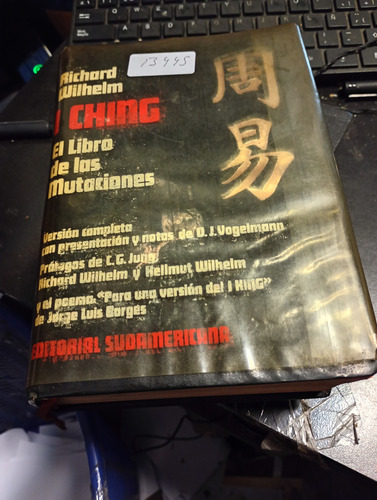 Richard
Wilhelm
13995
I CHING
El Libro
de las
Mutaciones
周易
Versión completa
con presentación y notas de D.J. Vogelmann
Prólogos de C.G. Jung,
Richard Wilhelm y Hellmut Wilhelm
y el poema: "Para una versión del I KING"
de Jorge Luis Borges
EDITORIAL SUDAMERICANA